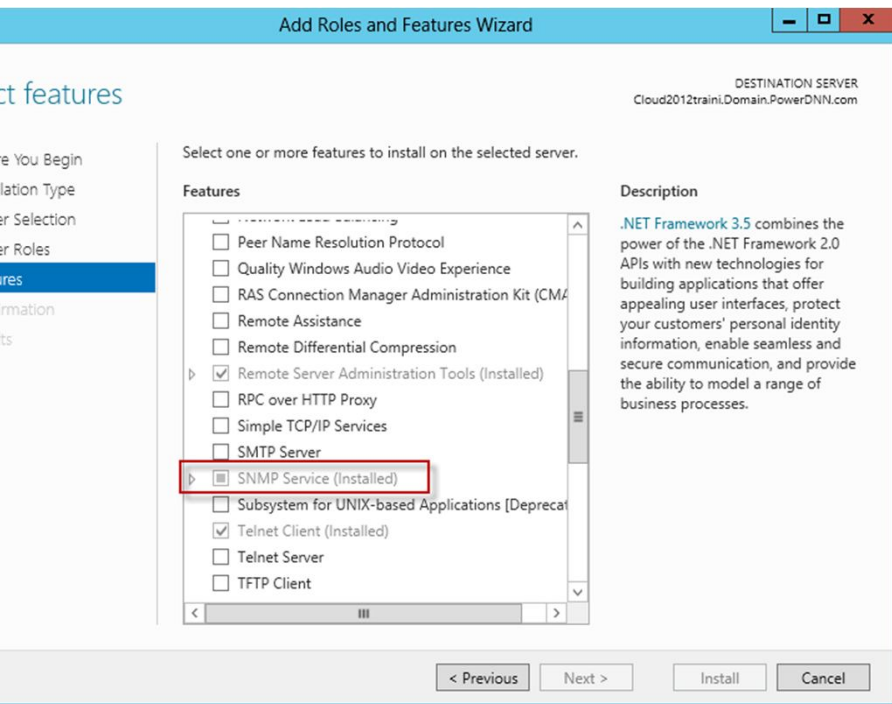 Add Roles and Features Wizard
ct features
DESTINATION SERVER
Cloud2012traini.Domain.PowerDNN.com
re You Begin
lation Type
er Selection
er Roles
ures
rmation
ts
Select one or more features to install on the selected server.
Features
Network Load Balancing
Peer Name Resolution Protocol
Quality Windows Audio Video Experience
RAS Connection Manager Administration Kit (CMA
Remote Assistance
Remote Differential Compression
Remote Server Administration Tools (Installed)
RPC over HTTP Proxy
Simple TCP/IP Services
SMTP Server
SNMP Service (Installed)
Subsystem for UNIX-based Applications [Deprecat
Telnet Client (Installed)
Telnet Server
TFTP Client
Description
.NET Framework 3.5 combines the
power of the .NET Framework 2.0
APIs with new technologies for
building applications that offer
appealing user interfaces, protect
your customers' personal identity
information, enable seamless and
secure communication, and provide
the ability to model a range of
business processes.
< Previous
Next >
Install
Cancel